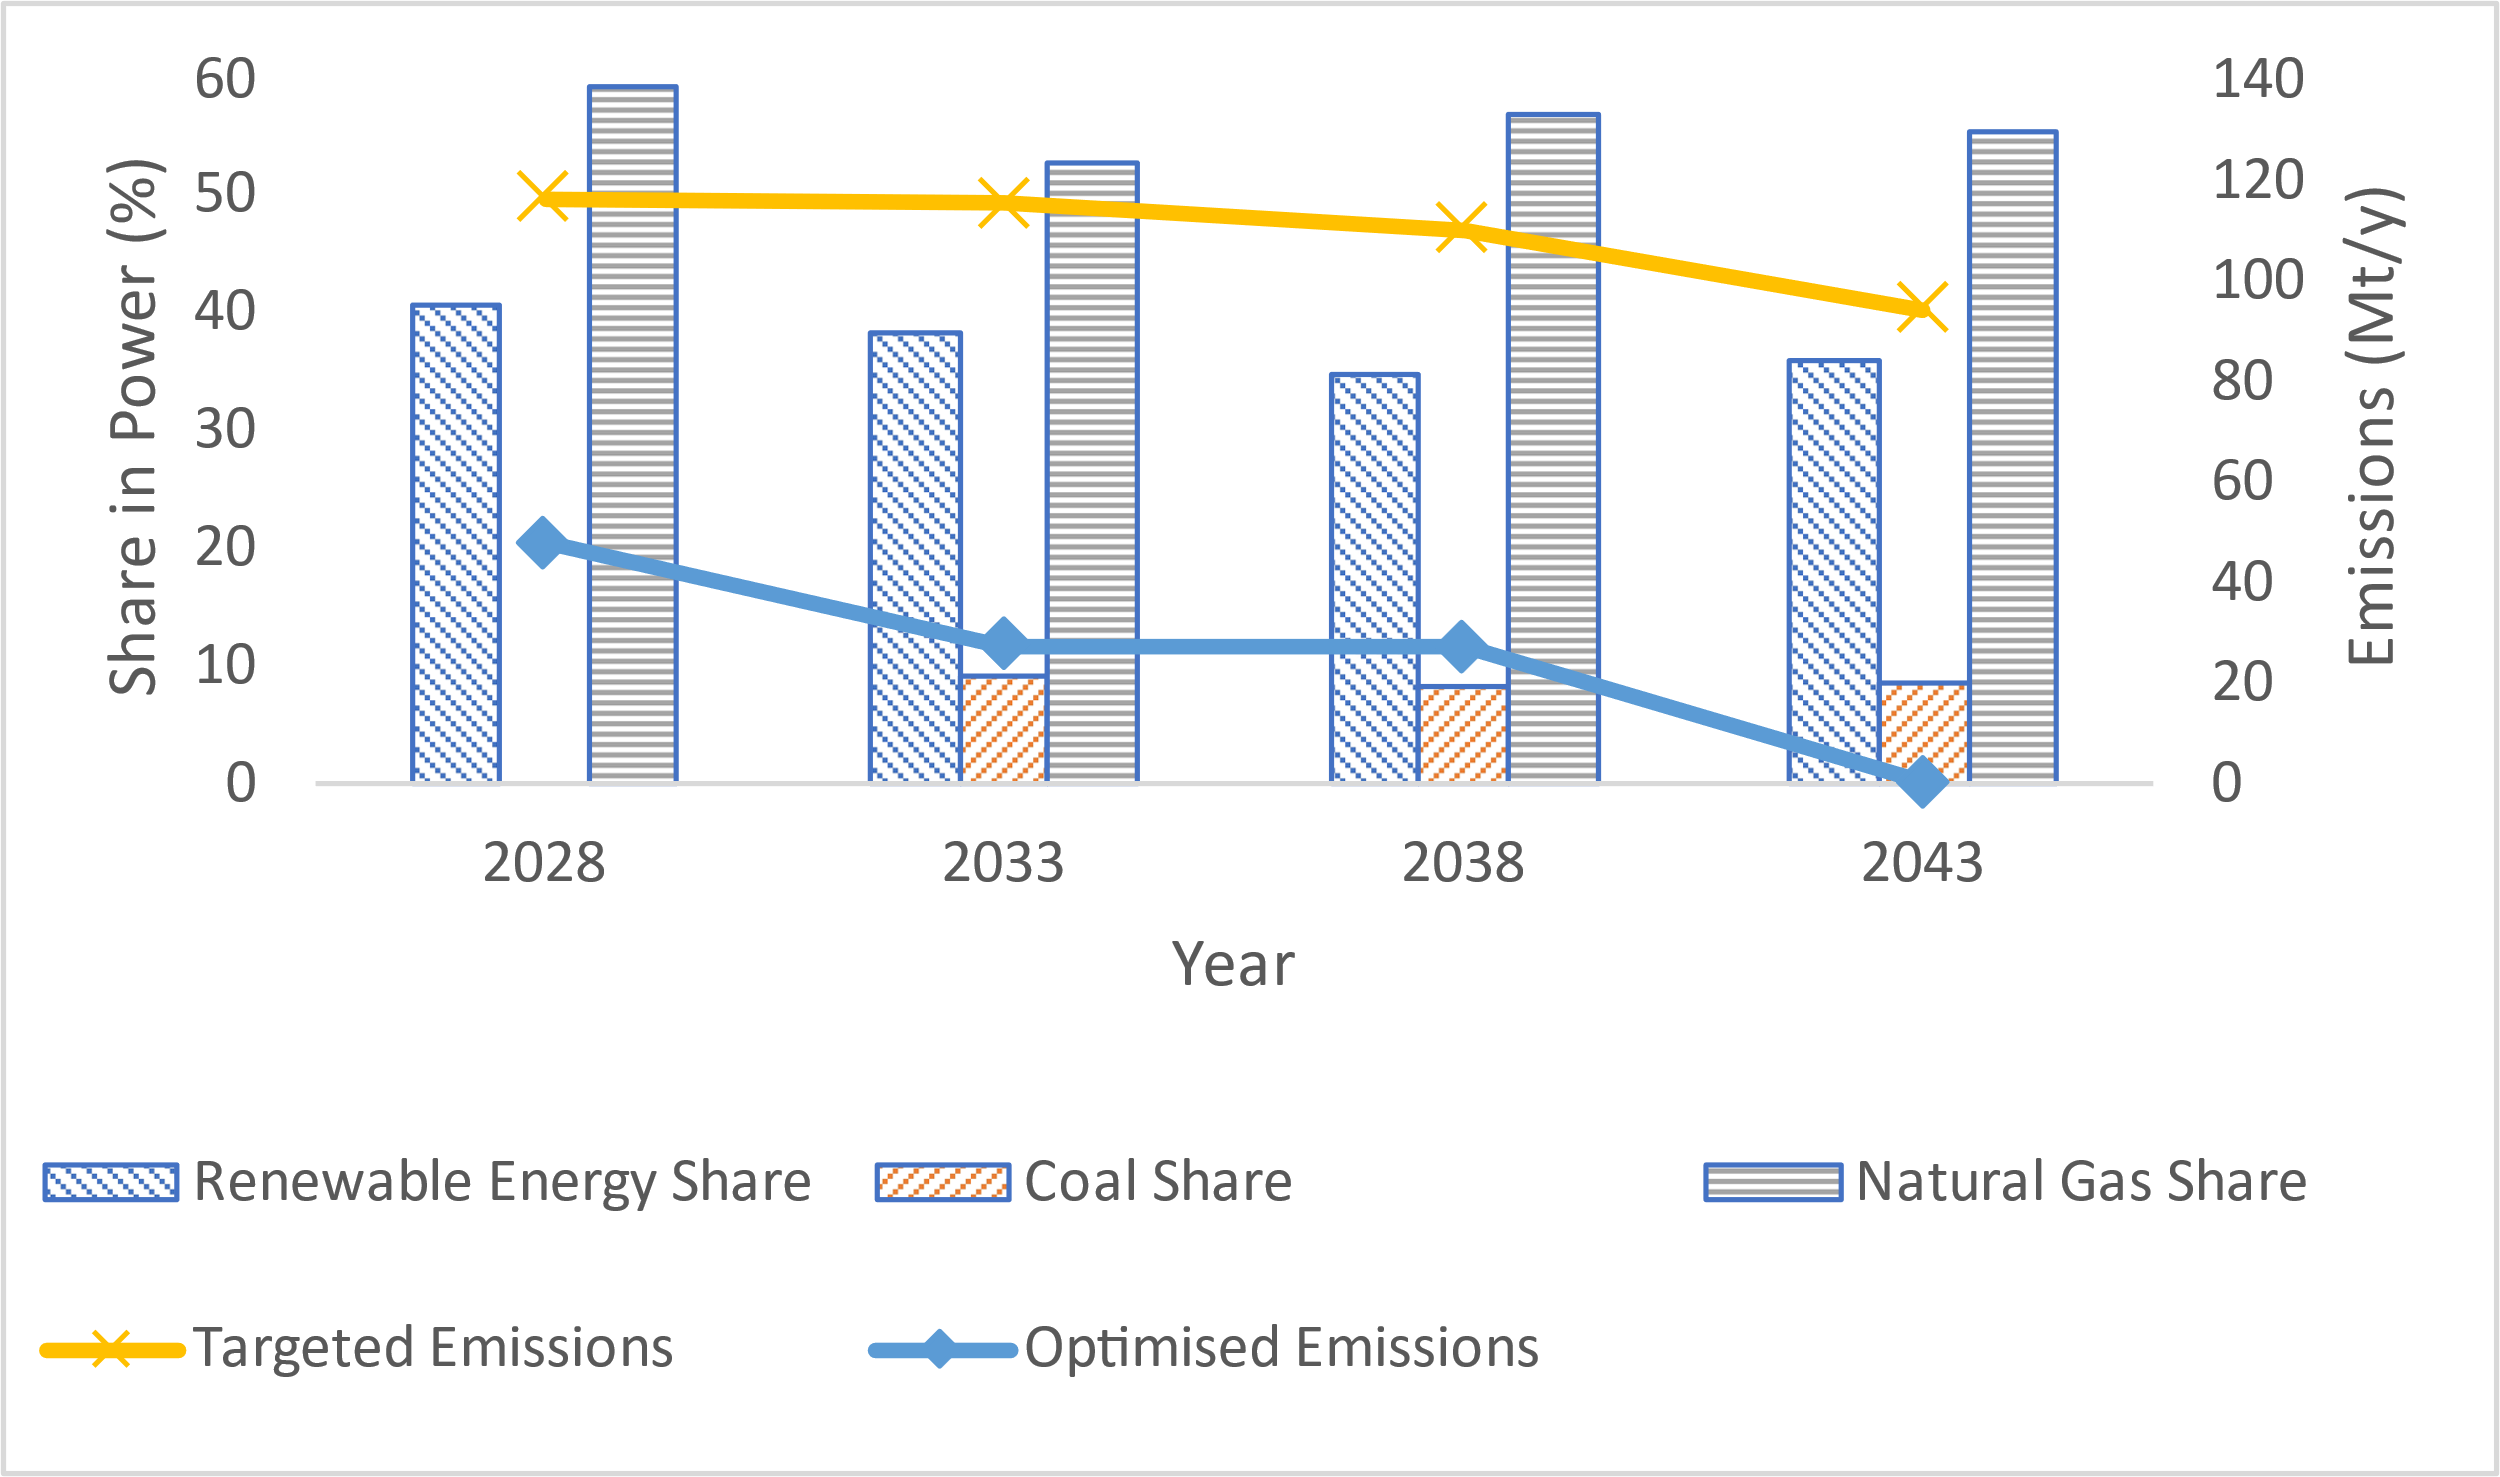 60
50
40
30
20
10
0
Share in Power (%)
140
120
100
80
60
40
20
0
Emissions (Mt/y)
2028 2033 2038 2043
Year
Renewable Energy Share Coal Share Natural Gas Share
Targeted Emissions Optimised Emissions